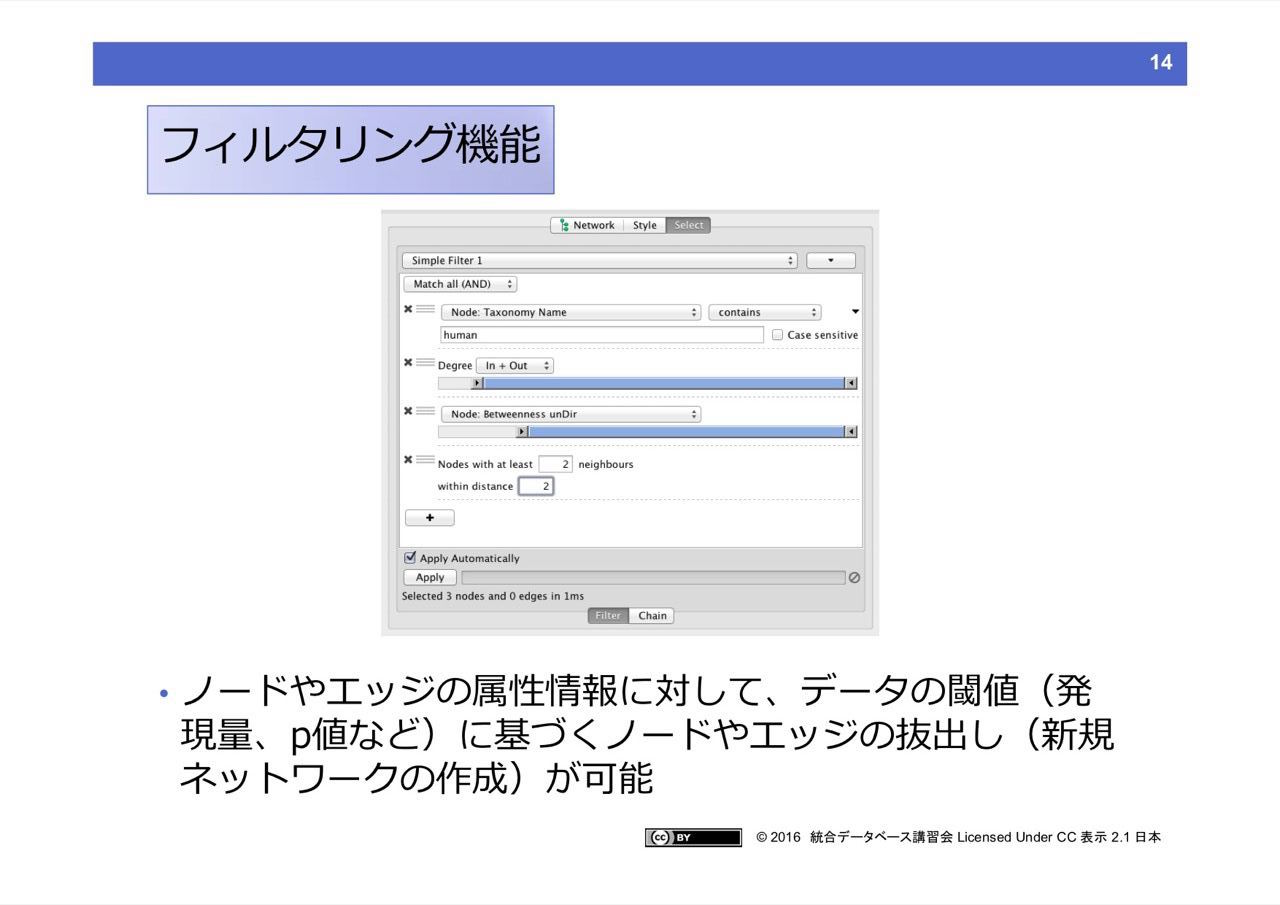 14
フィルタリング機能
Network Style Select
Simple Filter 1
Match all (AND)
Node: Taxonomy Name contains
human Case sensitive
Degree In + Out
Node: Betweenness unDir
Nodes with at least 2 neighbours
within distance 2
+
Apply Automatically
Apply
Selected 3 nodes and 0 edges in 1ms
Filter Chain
• ノードやエッジの属性情報に対して、データの閾値（発
現量、p値など）に基づくノードやエッジの抜出し（新規
ネットワークの作成）が可能
cc BY © 2016 統合データベース講習会 Licensed Under CC 表示 2.1 日本